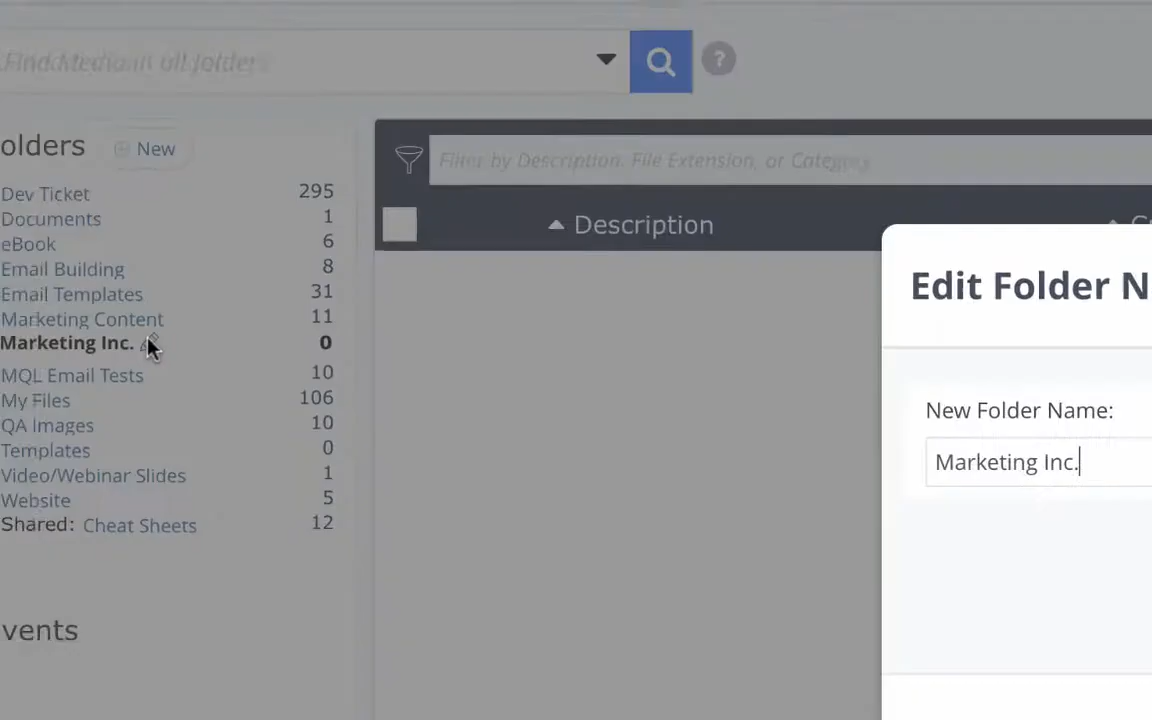 Find Media in all folders
?
olders
New
Dev Ticket 295
Documents 1
eBook 6
Email Building 8
Email Templates 31
Marketing Content 11
Marketing Inc. 0
MQL Email Tests 10
My Files 106
QA Images 10
Templates 0
Video/Webinar Slides 1
Website 5
Shared: Cheat Sheets 12
vents
Filter by Description, File Extension, or Category
Description
Edit Folder N
New Folder Name:
Marketing Inc.